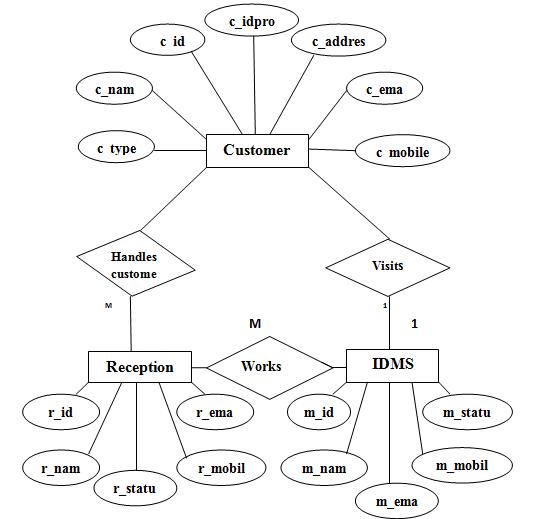 c_idpro
c_id
c_addres
c_nam
c_ema
c_type
c_mobile
Customer
Handles
custome
Visits
M
1
M
1
Reception
Works
IDMS
r_id
r_ema
m_id
m_statu
r_nam
r_statu
r_mobil
m_nam
m_ema
m_mobil